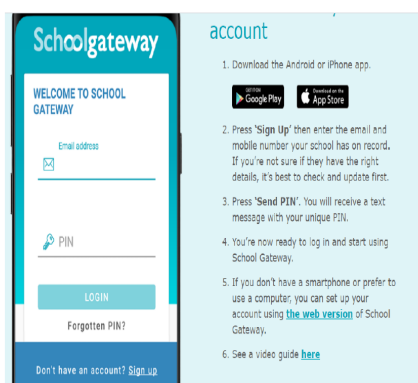 Schoolgateway
WELCOME TO SCHOOL
GATEWAY
Email address
PIN
LOGIN
Forgotten PIN?
Don't have an account? Sign up
account
1. Download the Android or iPhone app.
GET IT ON
Google Play
Download on the
App Store
2. Press 'Sign Up' then enter the email and
mobile number your school has on record.
If you're not sure if they have the right
details, it's best to check and update first.
3. Press 'Send PIN'. You will receive a text
message with your unique PIN.
4. You're now ready to log in and start using
School Gateway.
5. If you don't have a smartphone or prefer to
use a computer, you can set up your
account using the web version of School
Gateway.
6. See a video guide here